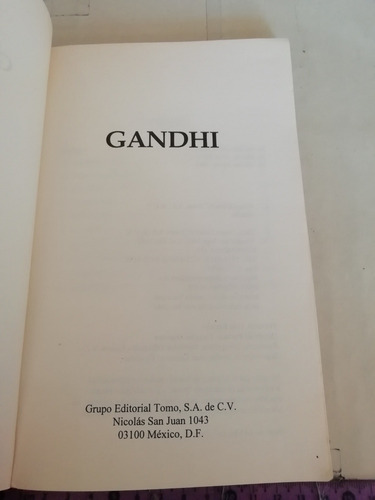 GANDHI
Grupo Editorial Tomo, S.A. de C.V.
Nicolás San Juan 1043
03100 México, D.F.